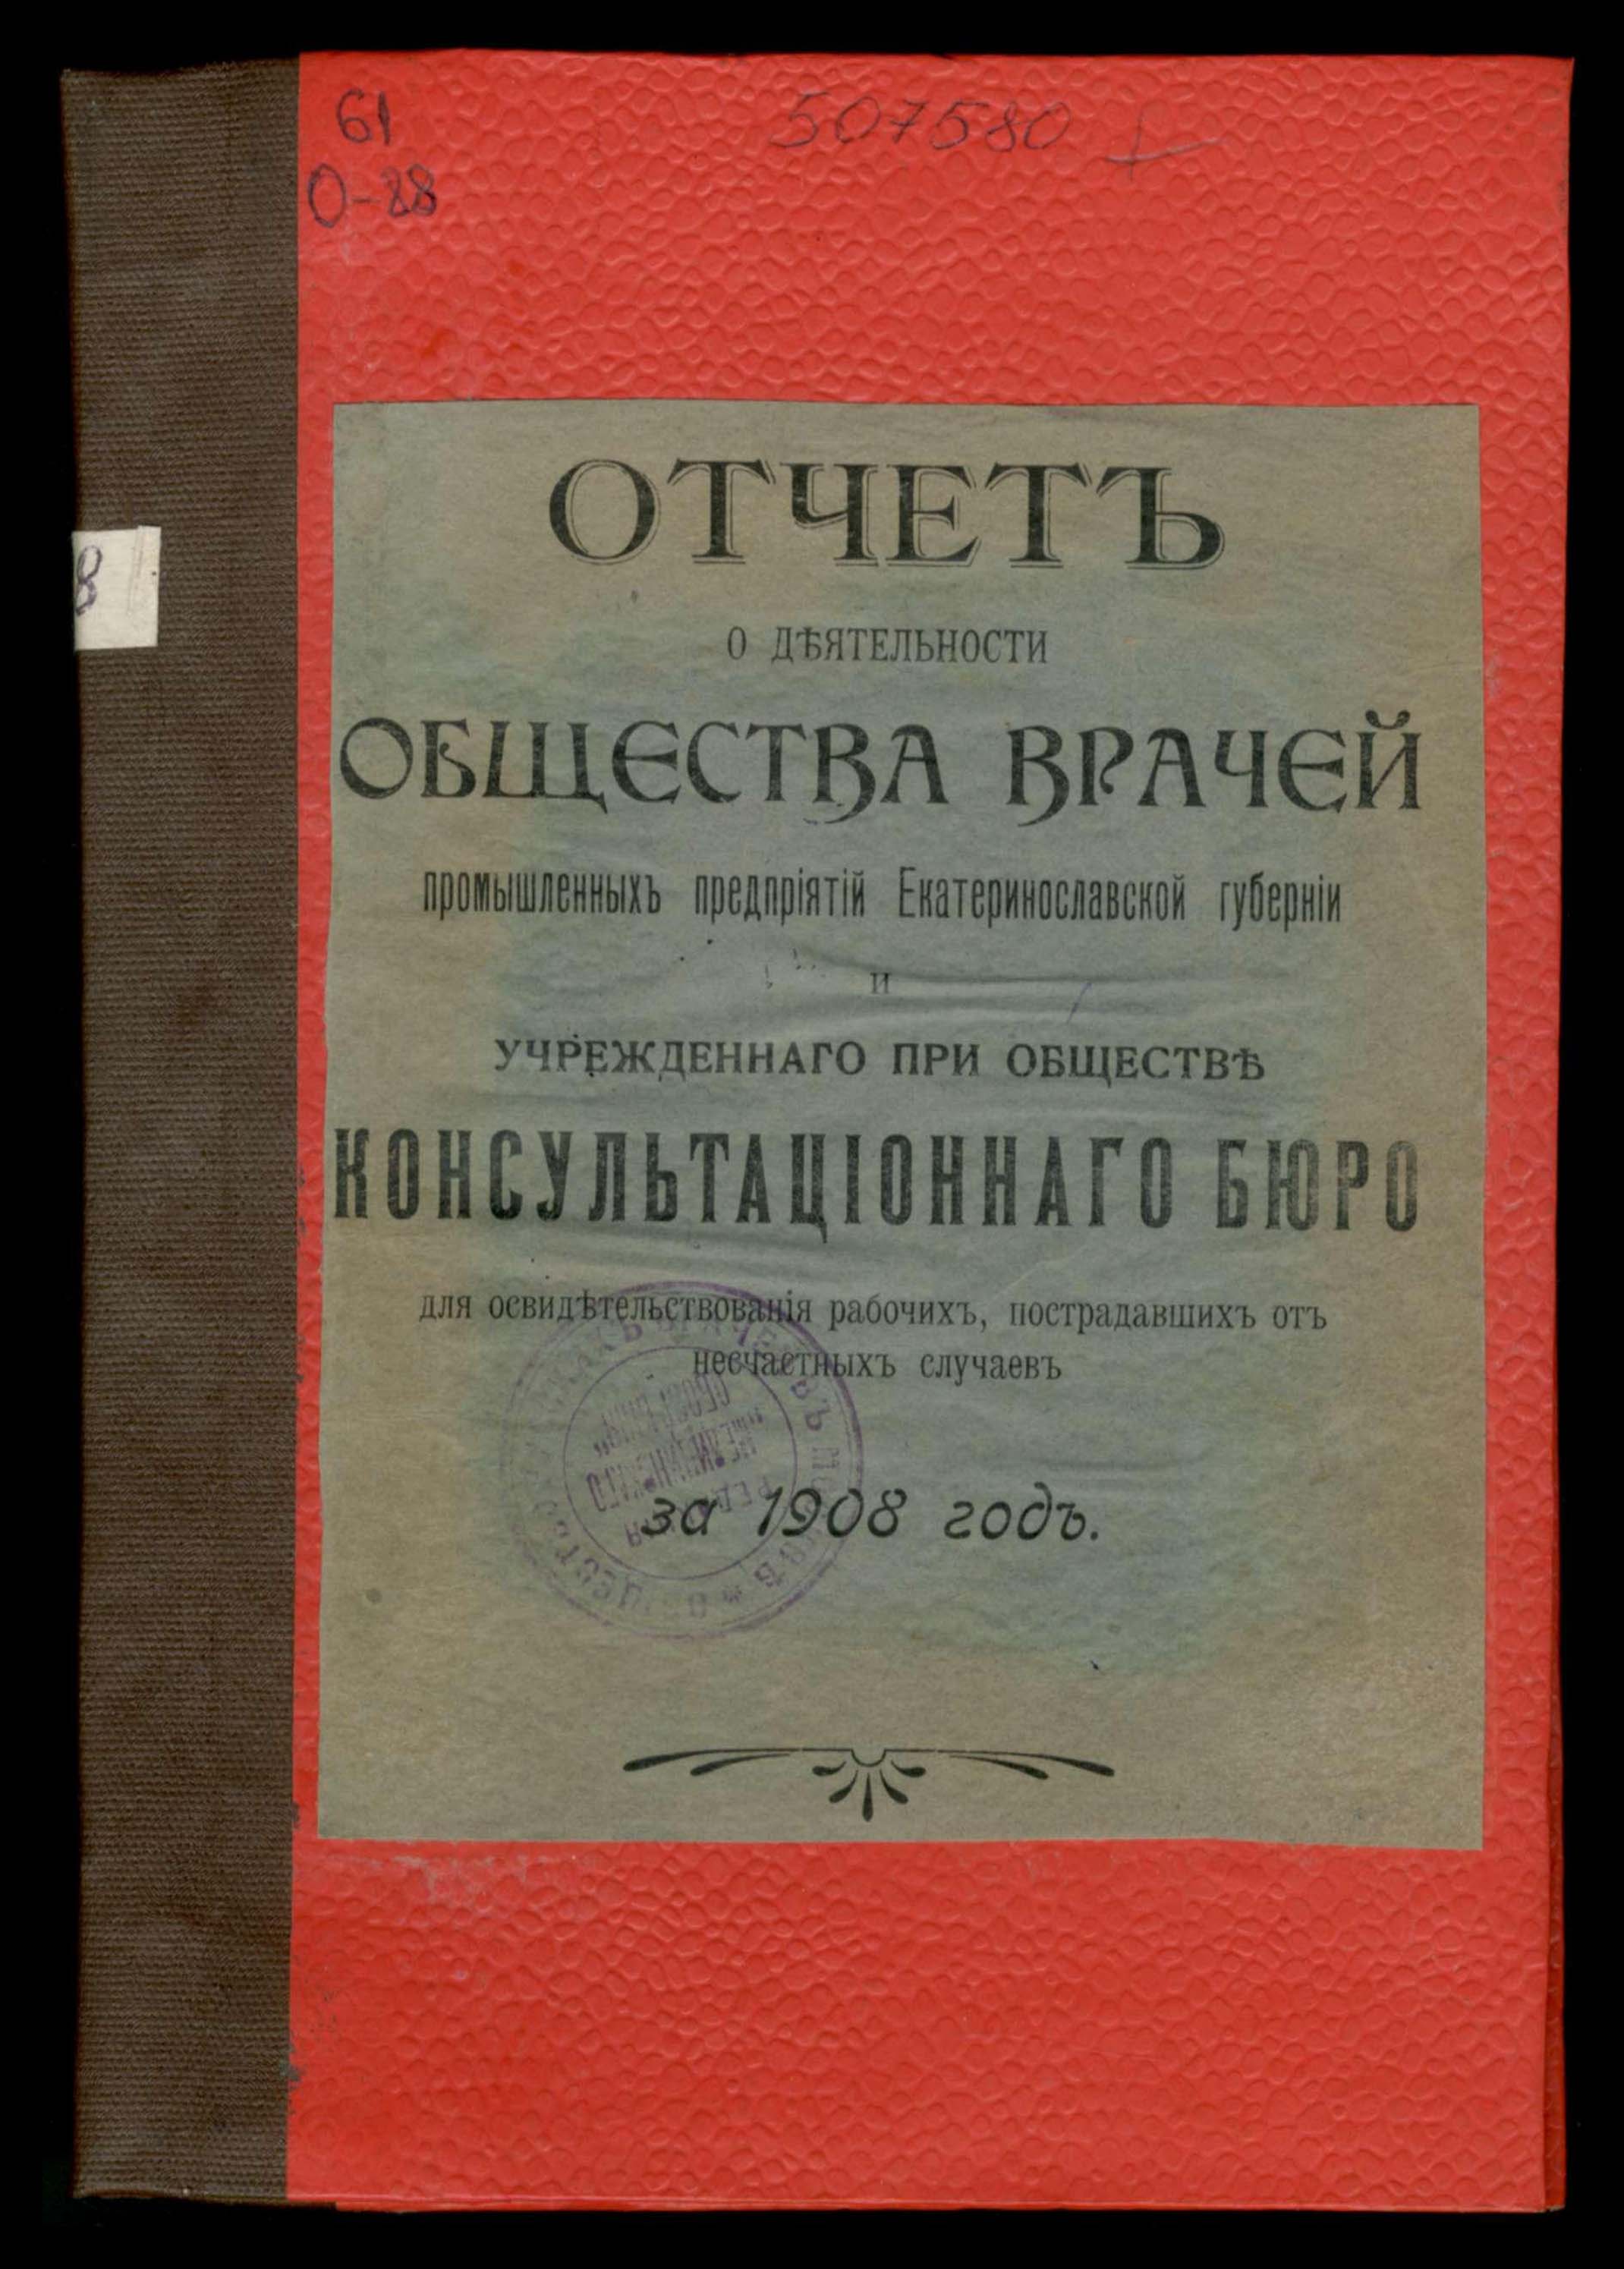 61
507580
О-28
8
ОТЧЕТЪ
О ДѢЯТЕЛЬНОСТИ
ОБЩЕСТВА ВРАЧЕЙ
промышленныхъ предпріятій Екатеринославской губерніи
и
УЧРЕЖДЕННАГО ПРИ ОБЩЕСТВѢ
КОНСУЛЬТАЦІОННАГО БЮРО
для освидѣтельствованія рабочихъ, пострадавшихъ отъ
несчастныхъ случаевъ
за 1908 годъ.